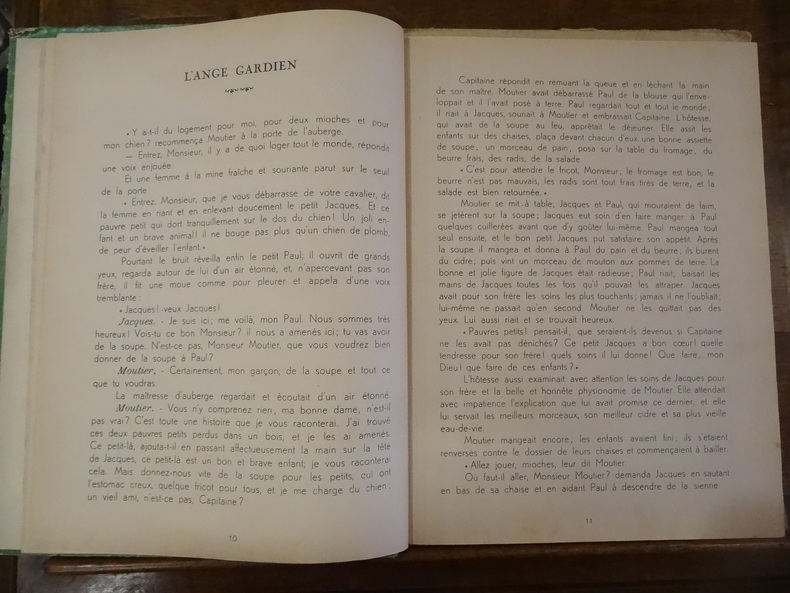 L'ANGE GARDIEN
« Y a-t-il du logement pour moi, pour deux mioches et pour
mon chien? recommença Moutier à la porte de l'auberge.
— Entrez, Monsieur, il y a de quoi loger tout le monde, répondit
une voix enjouée.
Et une femme à la mine fraîche et souriante parut sur le seuil
de la porte
« Entrez, Monsieur, que je vous débarrasse de votre cavalier, dit
la femme en riant et en enlevant doucement le petit Jacques. Et ce
pauvre petit qui dort tranquillement sur le dos du chien! Un joli en-
fant et un brave animal! il ne bouge pas plus qu'un chien de plomb,
de peur d'éveiller l'enfant. »
Pourtant le bruit réveilla enfin le petit Paul; il ouvrit de grands
yeux, regarda autour de lui d'un air étonné, et, n'apercevant pas son
frère, il fit une moue comme pour pleurer et appela d'une voix
tremblante :
« Jacques! veux Jacques!
Jacques. - Je suis ici; me voilà, mon Paul. Nous sommes très
heureux! Vois-tu ce bon Monsieur? il nous a amenés ici; tu vas avoir
de la soupe. N'est-ce pas, Monsieur Moutier, que vous voudrez bien
donner de la soupe à Paul?
Moutier. - Certainement, mon garçon; de la soupe et tout ce
que tu voudras.
La maîtresse d'auberge regardait et écoutait d'un air étonné.
Moutier. - Vous n'y comprenez rien, ma bonne dame, n'est-il
pas vrai? C'est toute une histoire que je vous raconterai. J'ai trouvé
ces deux pauvres petits perdus dans un bois, et je les ai amenés.
Ce petit-là, ajouta-t-il en passant affectueusement la main sur la tête
de Jacques, ce petit-là est un bon et brave enfant; je vous raconterai
cela. Mais donnez-nous vite de la soupe pour les petits, qui ont
l'estomac creux, quelque fricot pour tous, et je me charge du chien;
un vieil ami, n'est-ce pas, Capitaine?
10
Capitaine répondit en remuant la queue et en léchant la main
de son maître. Moutier avait débarrassé Paul de la blouse qui l'enve-
loppait et il l'avait posé à terre. Paul regardait tout et tout le monde;
il riait à Jacques, souriait à Moutier et embrassait Capitaine. L'hôtesse,
qui avait de la soupe au feu, apprêtait le déjeuner. Elle assit les
enfants sur des chaises, plaça devant chacun d'eux une bonne assiette
de soupe, un morceau de pain, posa sur la table du fromage, du
beurre frais, des radis, de la salade.
« C'est pour attendre le fricot, Monsieur; le fromage est bon, le
beurre n'est pas mauvais, les radis sont tout frais tirés de terre, et la
salade est bien retournée. »
Moutier se mit à table; Jacques et Paul, qui mouraient de faim,
se jetèrent sur la soupe; Jacques eut soin d'en faire manger à Paul
quelques cuillerées avant que d'y goûter lui-même. Paul mangea tout
seul ensuite, et le bon petit Jacques put satisfaire son appétit. Après
la soupe il mangea et donna à Paul du pain et du beurre; ils burent
du cidre; puis vint un morceau de mouton aux pommes de terre. La
bonne et jolie figure de Jacques était radieuse; Paul riait, baisait les
mains de Jacques toutes les fois qu'il pouvait les attraper. Jacques
avait pour son frère les soins les plus touchants; jamais il ne l'oubliait;
lui-même ne passait qu'en second. Moutier ne les quittait pas des
yeux. Lui aussi riait et se trouvait heureux.
« Pauvres petits! pensait-il, que seraient-ils devenus si Capitaine
ne les avait pas dénichés? Ce petit Jacques a bon cœur! quelle
tendresse pour son frère! quels soins il lui donne! Que faire, mon
Dieu! que faire de ces enfants? »
L'hôtesse aussi examinait avec attention les soins de Jacques pour
son frère et la belle et honnête physionomie de Moutier. Elle attendait
avec impatience l'explication que lui avait promise ce dernier, et elle
lui servait les meilleurs morceaux, son meilleur cidre et sa plus vieille
eau-de-vie.
Moutier mangeait encore; les enfants avaient fini; ils s'étaient
renversés contre le dossier de leurs chaises et commençaient à bailler
« Allez jouer, mioches, leur dit Moutier
Où faut-il aller, Monsieur Moutier? demanda Jacques en sautant
en bas de sa chaise et en aidant Paul à descendre de la sienne
11